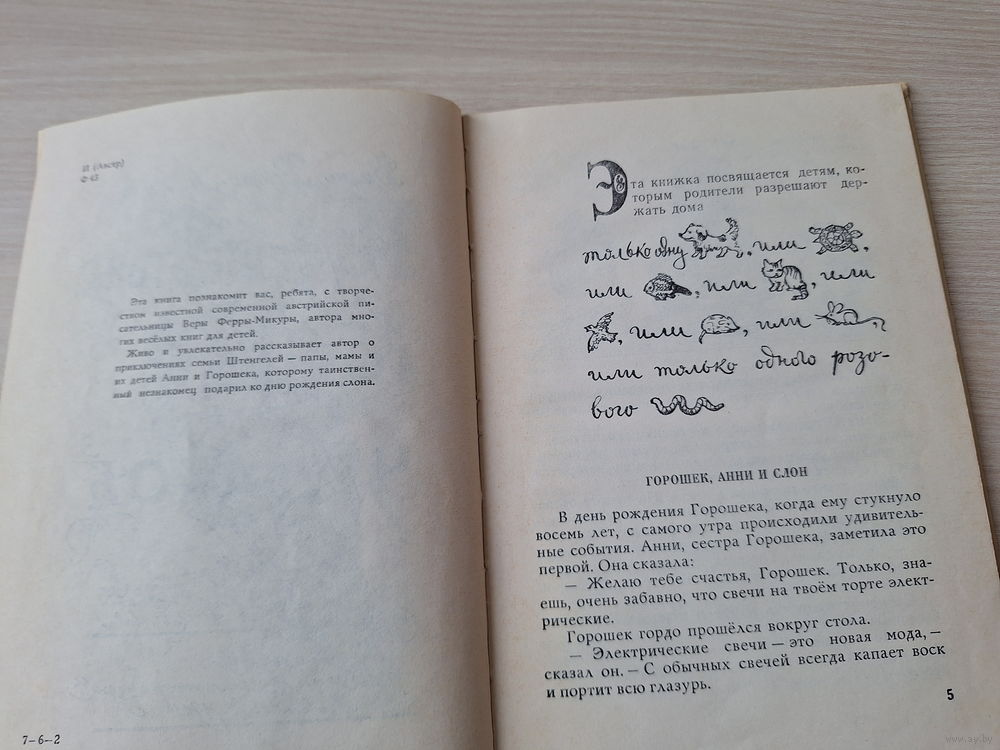 И (Австр)
Ф 43
Эта книга познакомит вас, ребята, с творче-
ством известной современной австрийской пи-
сательницы Веры Ферры-Микуры, автора мно-
гих весёлых книг для детей.
Живо и увлекательно рассказывает автор о
приключениях семьи Штенгелей — папы, мамы и
их детей Анни и Горошека, которому таинствен-
ный незнакомец подарил ко дню рождения слона.
7-6-2
Эта книжка посвящается детям, ко-
торым родители разрешают дер-
жать дома
только одну , или ,
или , или , или
, или , или ,
или только одного розо-
вого
ГОРОШЕК, АННИ И СЛОН
В день рождения Горошека, когда ему стукнуло
восемь лет, с самого утра происходили удивитель-
ные события. Анни, сестра Горошека, заметила это
первой. Она сказала:
— Желаю тебе счастья, Горошек. Только, зна-
ешь, очень забавно, что свечи на твоём торте элект-
рические.
Горошек гордо прошёлся вокруг стола.
— Электрические свечи — это новая мода, —
сказал он. — С обычных свечей всегда капает воск
и портит всю глазурь.
5
www.ay.by